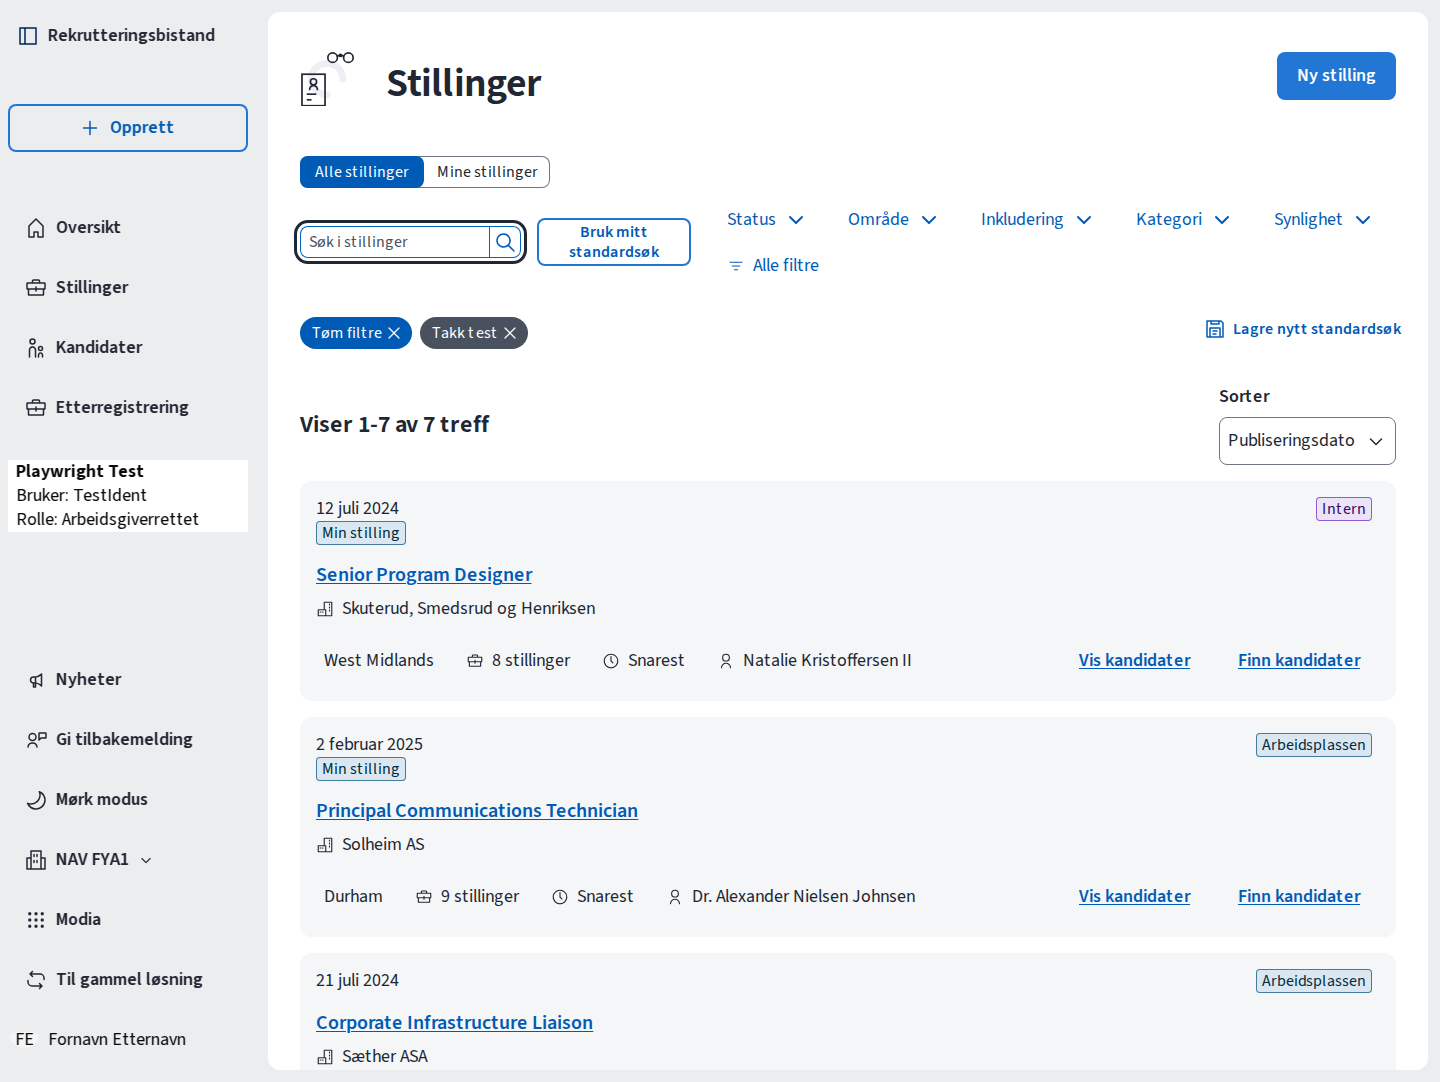 Rekrutteringsbistand
Opprett
Oversikt
Stillinger
Kandidater
Etterregistrering
Playwright Test
Bruker: TestIdent
Rolle: Arbeidsgiverrettet
Nyheter
Gi tilbakemelding
Mørk modus
NAV FYA1
Modia
Til gammel løsning
FE Fornavn Etternavn
Stillinger
Ny stilling
Alle stillinger Mine stillinger
Søk i stillinger
Bruk mitt
standardsøk
Status Område Inkludering Kategori Synlighet
Alle filtre
Tøm filtre Takk test
Lagre nytt standardsøk
Viser 1-7 av 7 treff
Sorter
Publiseringsdato
12 juli 2024
Intern
Min stilling
Senior Program Designer
Skuterud, Smedsrud og Henriksen
West Midlands 8 stillinger Snarest Natalie Kristoffersen II Vis kandidater Finn kandidater
2 februar 2025
Arbeidsplassen
Min stilling
Principal Communications Technician
Solheim AS
Durham 9 stillinger Snarest Dr. Alexander Nielsen Johnsen Vis kandidater Finn kandidater
21 juli 2024
Arbeidsplassen
Corporate Infrastructure Liaison
Sæther ASA